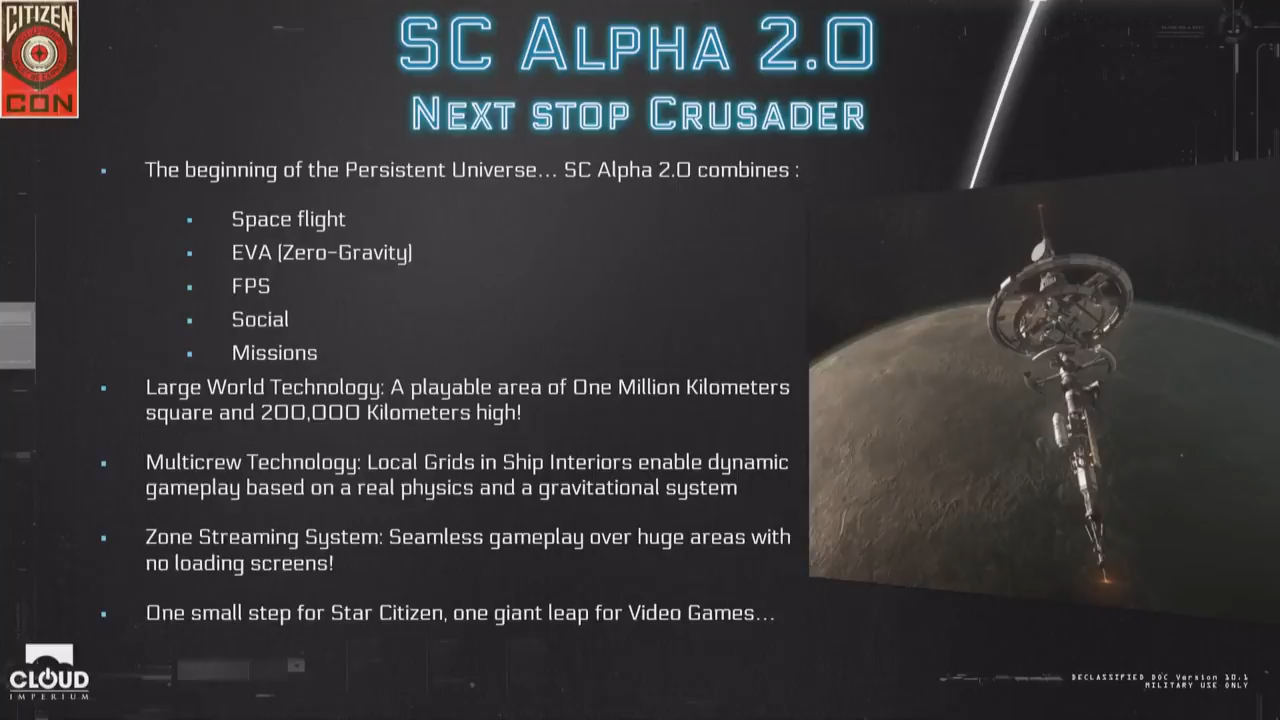 CITIZEN
CON
SC Alpha 2.0
Next stop Crusader
The beginning of the Persistent Universe... SC Alpha 2.0 combines :
Space flight
EVA (Zero-Gravity)
FPS
Social
Missions
Large World Technology: A playable area of One Million Kilometers
square and 200,000 Kilometers high!
Multicrew Technology: Local Grids in Ship Interiors enable dynamic
gameplay based on a real physics and a gravitational system
Zone Streaming System: Seamless gameplay over huge areas with
no loading screens!
One small step for Star Citizen, one giant leap for Video Games...
CLOUD
IMPERIUM
DECLASSIFIED DOC Version 10.1
MILITARY USE ONLY